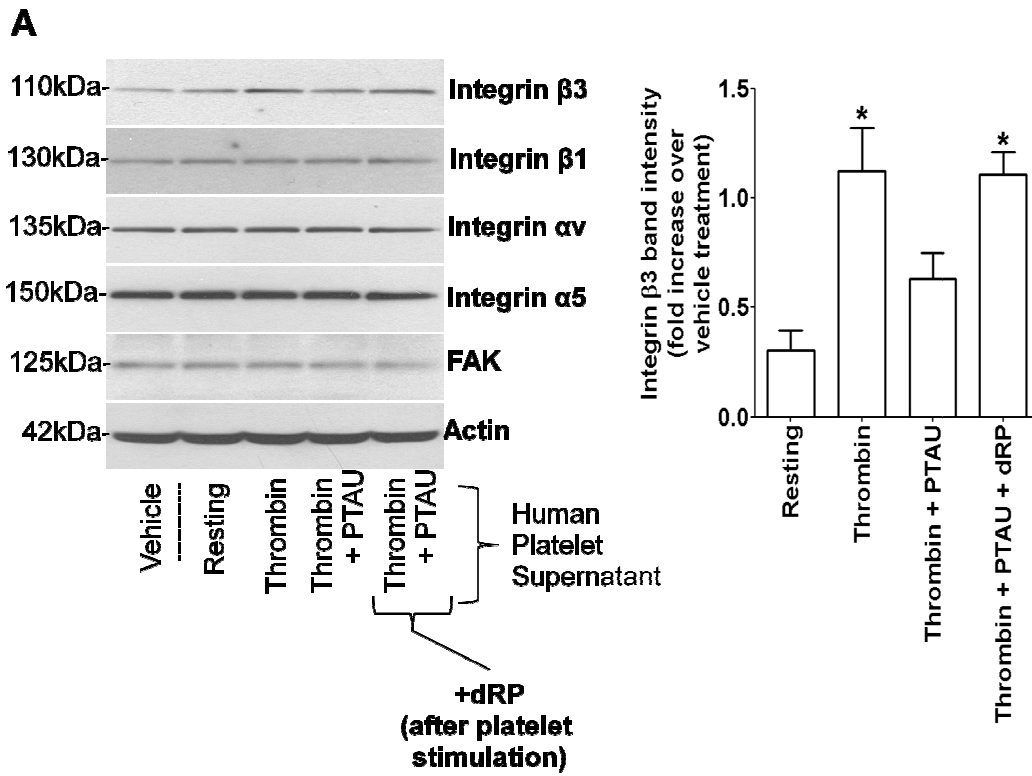 A
110kDa-
Integrin β3
130kDa-
Integrin β1
135kDa-
Integrin αv
150kDa-
Integrin α5
125kDa-
FAK
42kDa-
Actin
Vehicle
Resting
Thrombin
Thrombin
+ PTAU
Thrombin
+ PTAU
Human
Platelet
Supernatant
+dRP
(after platelet
stimulation)
Integrin β3 band intensity
(fold increase over
vehicle treatment)
1.5
1.0
0.5
0.0
*
*
Resting
Thrombin
Thrombin + PTAU
Thrombin + PTAU + dRP